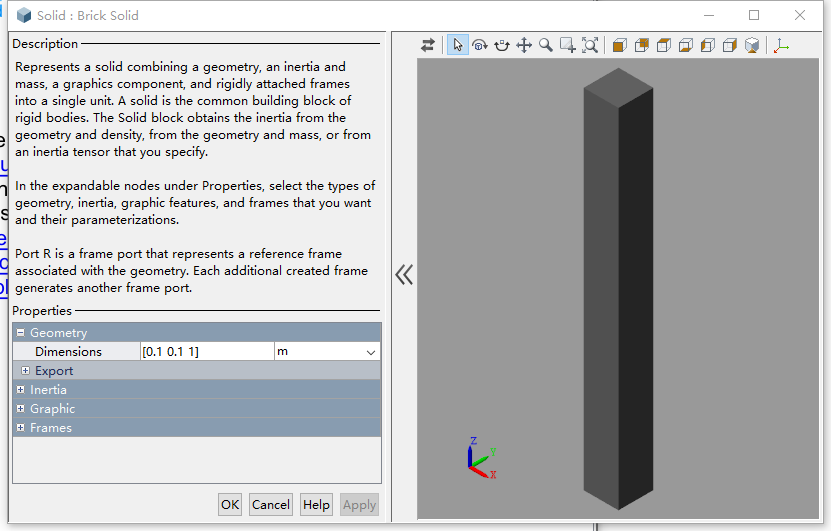 Solid : Brick Solid
Description
Represents a solid combining a geometry, an inertia and
mass, a graphics component, and rigidly attached frames
into a single unit. A solid is the common building block of
rigid bodies. The Solid block obtains the inertia from the
geometry and density, from the geometry and mass, or from
an inertia tensor that you specify.
In the expandable nodes under Properties, select the types of
geometry, inertia, graphic features, and frames that you want
and their parameterizations.
Port R is a frame port that represents a reference frame
associated with the geometry. Each additional created frame
generates another frame port.
Properties
Geometry
Dimensions [0.1 0.1 1] m
Export
Inertia
Graphic
Frames
OK Cancel Help Apply
Z
Y
X